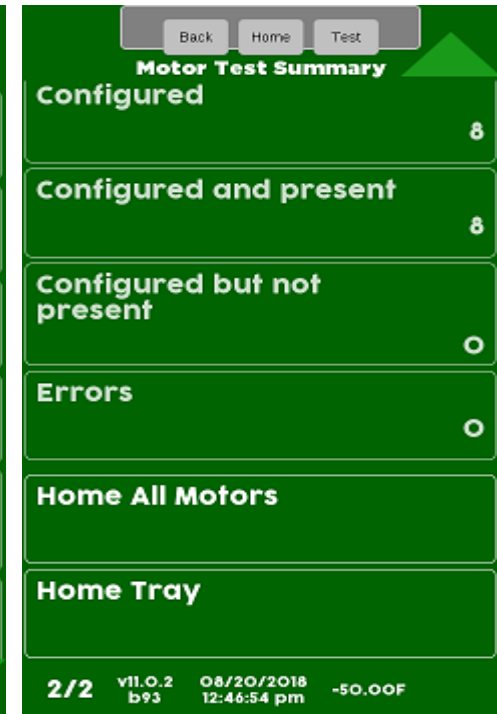 Back Home Test
Motor Test Summary
Configured
8
Configured and present
8
Configured but not
present
0
Errors
0
Home All Motors
Home Tray
2/2 v11.0.2 08/20/2018 -50.00F
b93 12:46:54 pm